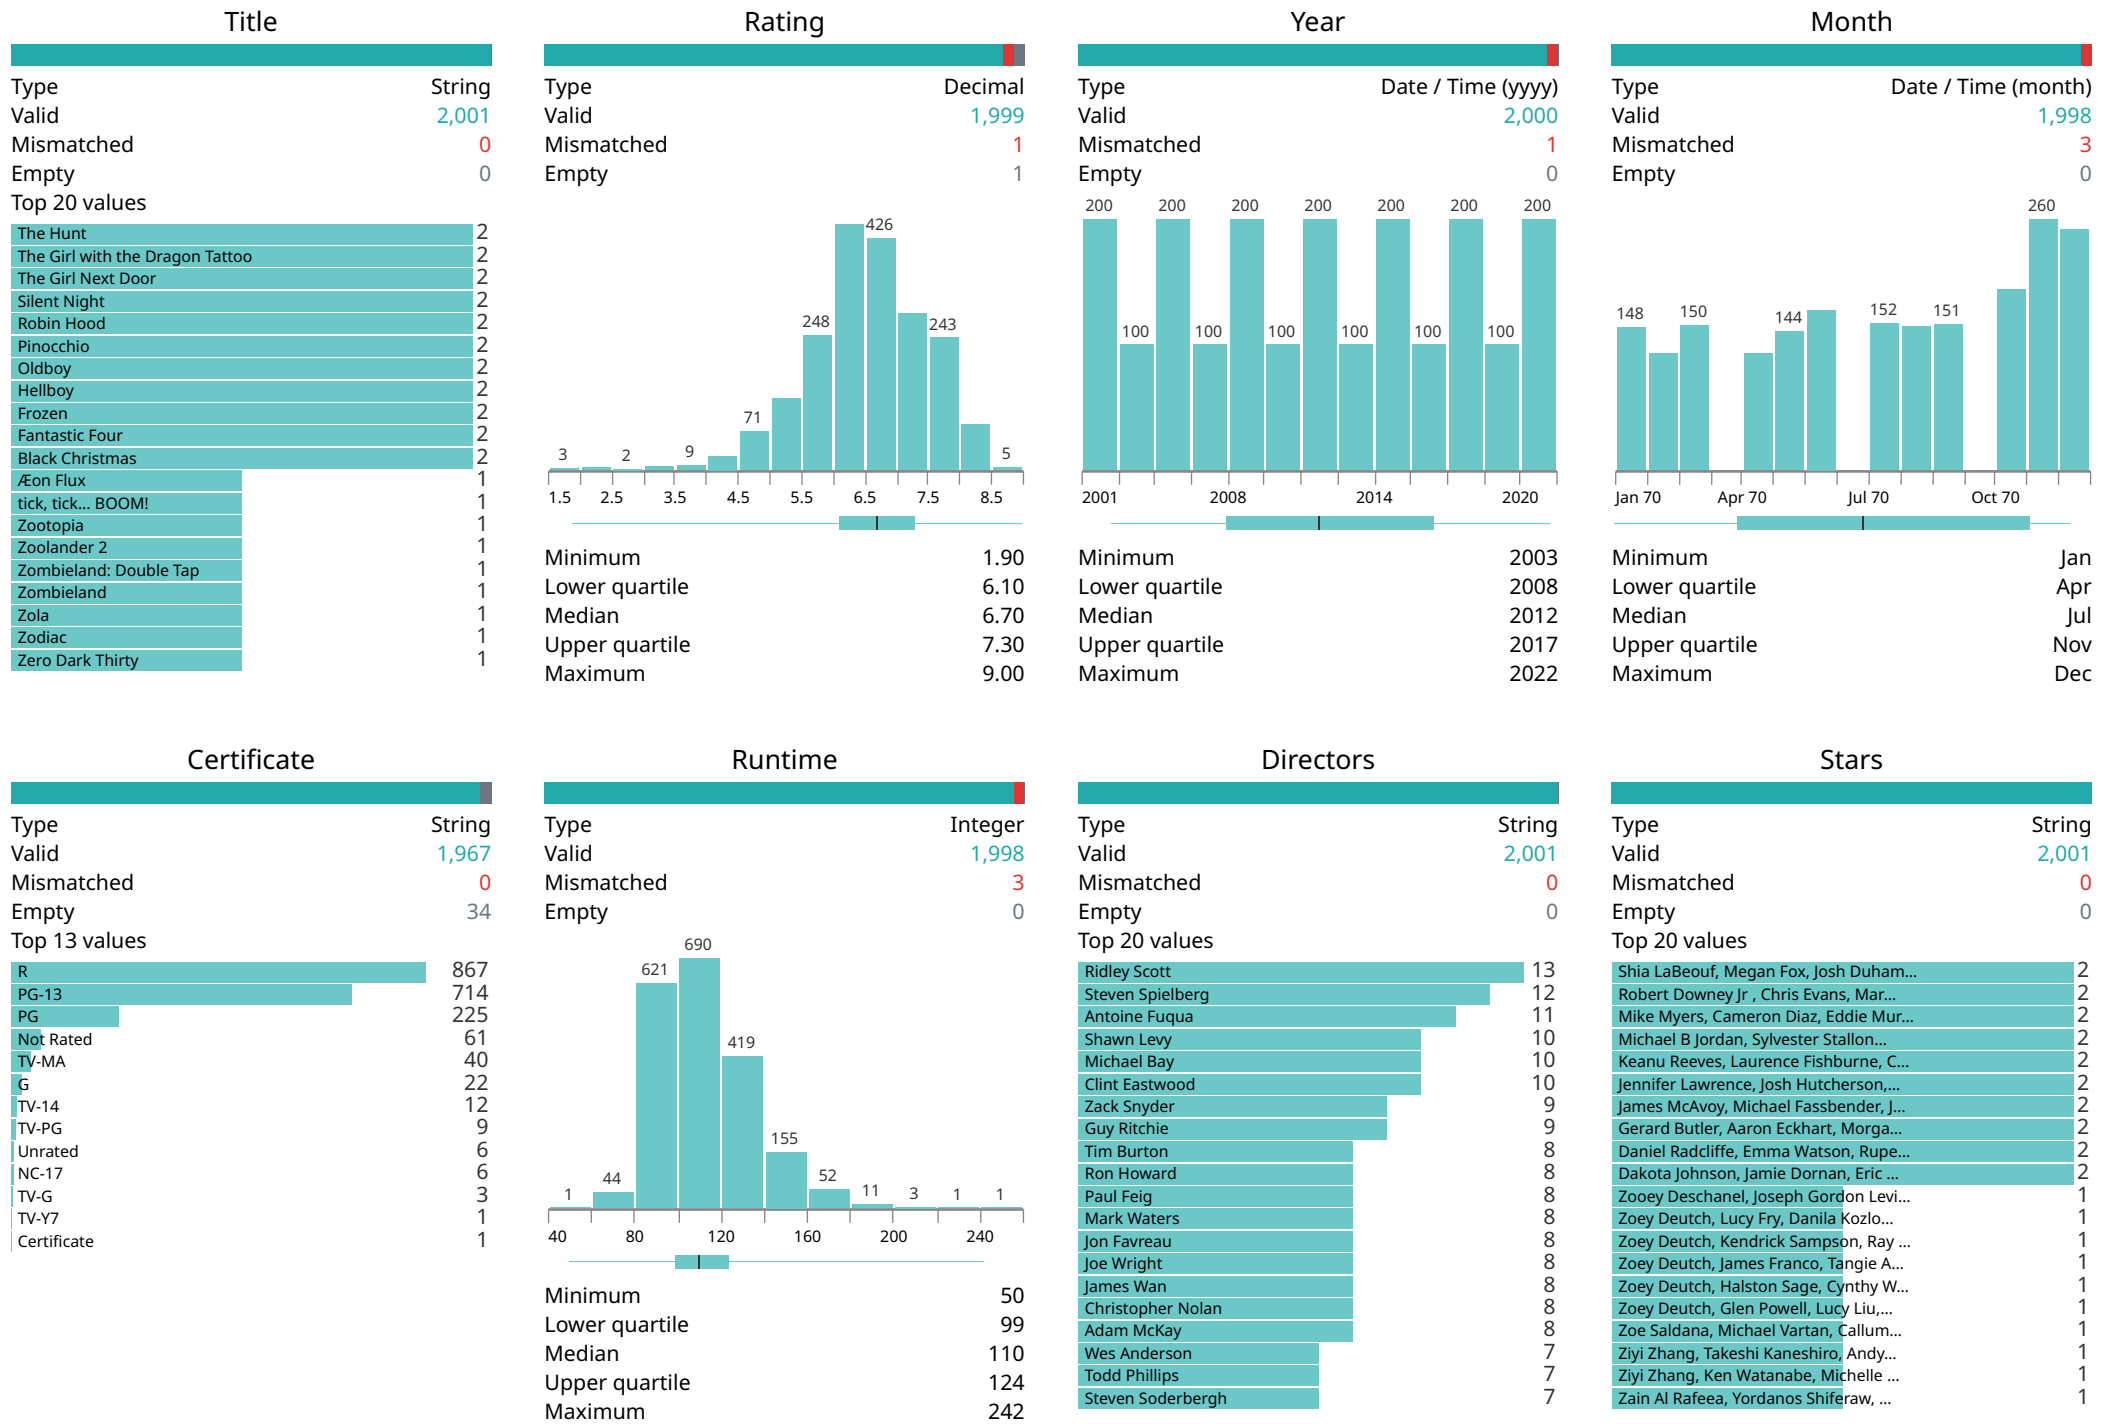 Title
Type String
Valid 2,001
Mismatched 0
Empty 0
Top 20 values
The Hunt 2
The Girl with the Dragon Tattoo 2
The Girl Next Door 2
Silent Night 2
Robin Hood 2
Pinocchio 2
Oldboy 2
Hellboy 2
Frozen 2
Fantastic Four 2
Black Christmas 2
Æon Flux 1
tick, tick... BOOM! 1
Zootopia 1
Zoolander 2 1
Zombieland: Double Tap 1
Zombieland 1
Zola 1
Zodiac 1
Zero Dark Thirty 1
Rating
Type Decimal
Valid 1,999
Mismatched 1
Empty 1
3 2 9 71 248 426 243 5
1.5 2.5 3.5 4.5 5.5 6.5 7.5 8.5
Minimum 1.90
Lower quartile 6.10
Median 6.70
Upper quartile 7.30
Maximum 9.00
Year
Type Date / Time (yyyy)
Valid 2,000
Mismatched 1
Empty 0
200 100 200 100 200 100 200 100 200 100 200 100 200
2001 2008 2014 2020
Minimum 2003
Lower quartile 2008
Median 2012
Upper quartile 2017
Maximum 2022
Month
Type Date / Time (month)
Valid 1,998
Mismatched 3
Empty 0
148 150 144 152 151 260
Jan 70 Apr 70 Jul 70 Oct 70
Minimum Jan
Lower quartile Apr
Median Jul
Upper quartile Nov
Maximum Dec
Certificate
Type String
Valid 1,967
Mismatched 0
Empty 34
Top 13 values
R 867
PG-13 714
PG 225
Not Rated 61
TV-MA 40
G 22
TV-14 12
TV-PG 9
Unrated 6
NC-17 6
TV-G 3
TV-Y7 1
Certificate 1
Runtime
Type Integer
Valid 1,998
Mismatched 3
Empty 0
1 44 621 690 419 155 52 11 3 1 1
40 80 120 160 200 240
Minimum 50
Lower quartile 99
Median 110
Upper quartile 124
Maximum 242
Directors
Type String
Valid 2,001
Mismatched 0
Empty 0
Top 20 values
Ridley Scott 13
Steven Spielberg 12
Antoine Fuqua 11
Shawn Levy 10
Michael Bay 10
Clint Eastwood 10
Zack Snyder 9
Guy Ritchie 9
Tim Burton 8
Ron Howard 8
Paul Feig 8
Mark Waters 8
Jon Favreau 8
Joe Wright 8
James Wan 8
Christopher Nolan 8
Adam McKay 8
Wes Anderson 7
Todd Phillips 7
Steven Soderbergh 7
Stars
Type String
Valid 2,001
Mismatched 0
Empty 0
Top 20 values
Shia LaBeouf, Megan Fox, Josh Duham... 2
Robert Downey Jr , Chris Evans, Mar... 2
Mike Myers, Cameron Diaz, Eddie Mur... 2
Michael B Jordan, Sylvester Stallon... 2
Keanu Reeves, Laurence Fishburne, C... 2
Jennifer Lawrence, Josh Hutcherson,... 2
James McAvoy, Michael Fassbender, J... 2
Gerard Butler, Aaron Eckhart, Morga... 2
Daniel Radcliffe, Emma Watson, Rupe... 2
Dakota Johnson, Jamie Dornan, Eric ... 2
Zooey Deschanel, Joseph Gordon Levi... 1
Zoey Deutch, Lucy Fry, Danila Kozlo... 1
Zoey Deutch, Kendrick Sampson, Ray ... 1
Zoey Deutch, James Franco, Tangie A... 1
Zoey Deutch, Halston Sage, Cynthy W... 1
Zoey Deutch, Glen Powell, Lucy Liu,... 1
Zoe Saldana, Michael Vartan, Callum... 1
Ziyi Zhang, Takeshi Kaneshiro, Andy... 1
Ziyi Zhang, Ken Watanabe, Michelle ... 1
Zain Al Rafeea, Yordanos Shiferaw, ... 1